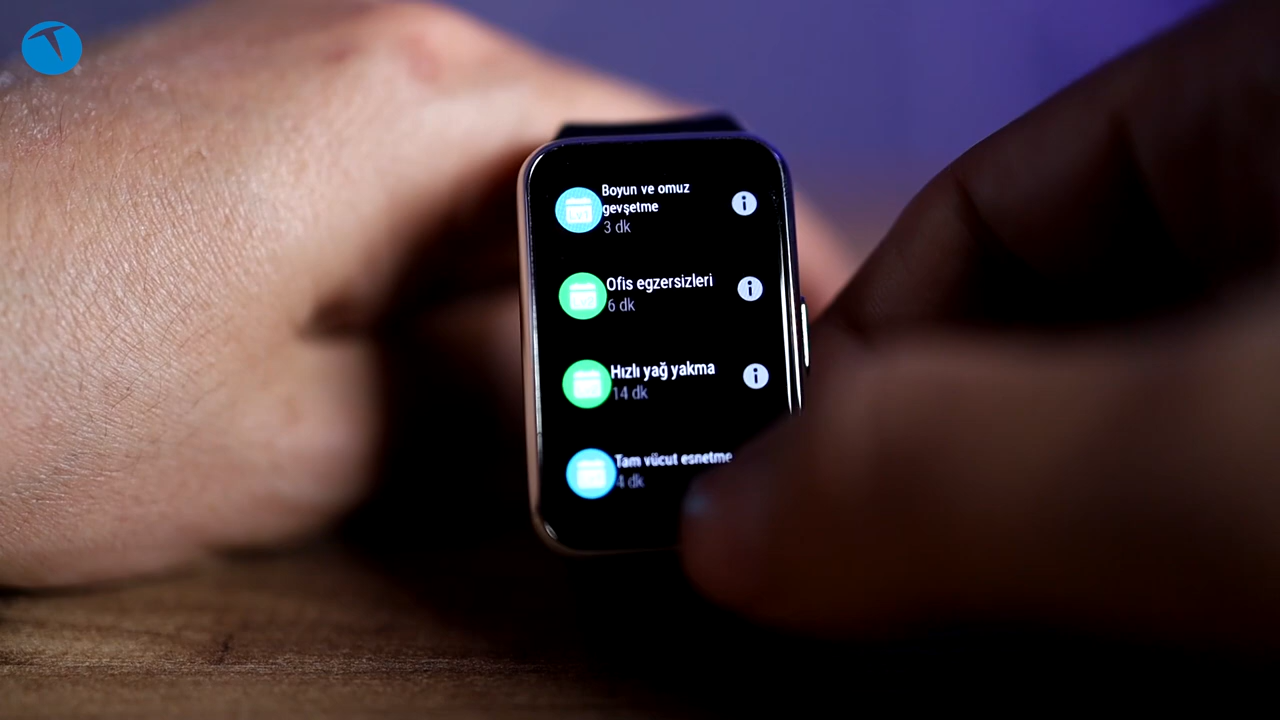 Boyun ve omuz
gevşetme
3 dk
Ofis egzersizleri
6 dk
Hızlı yağ yakma
14 dk
Tam vücut esnetme
4 dk